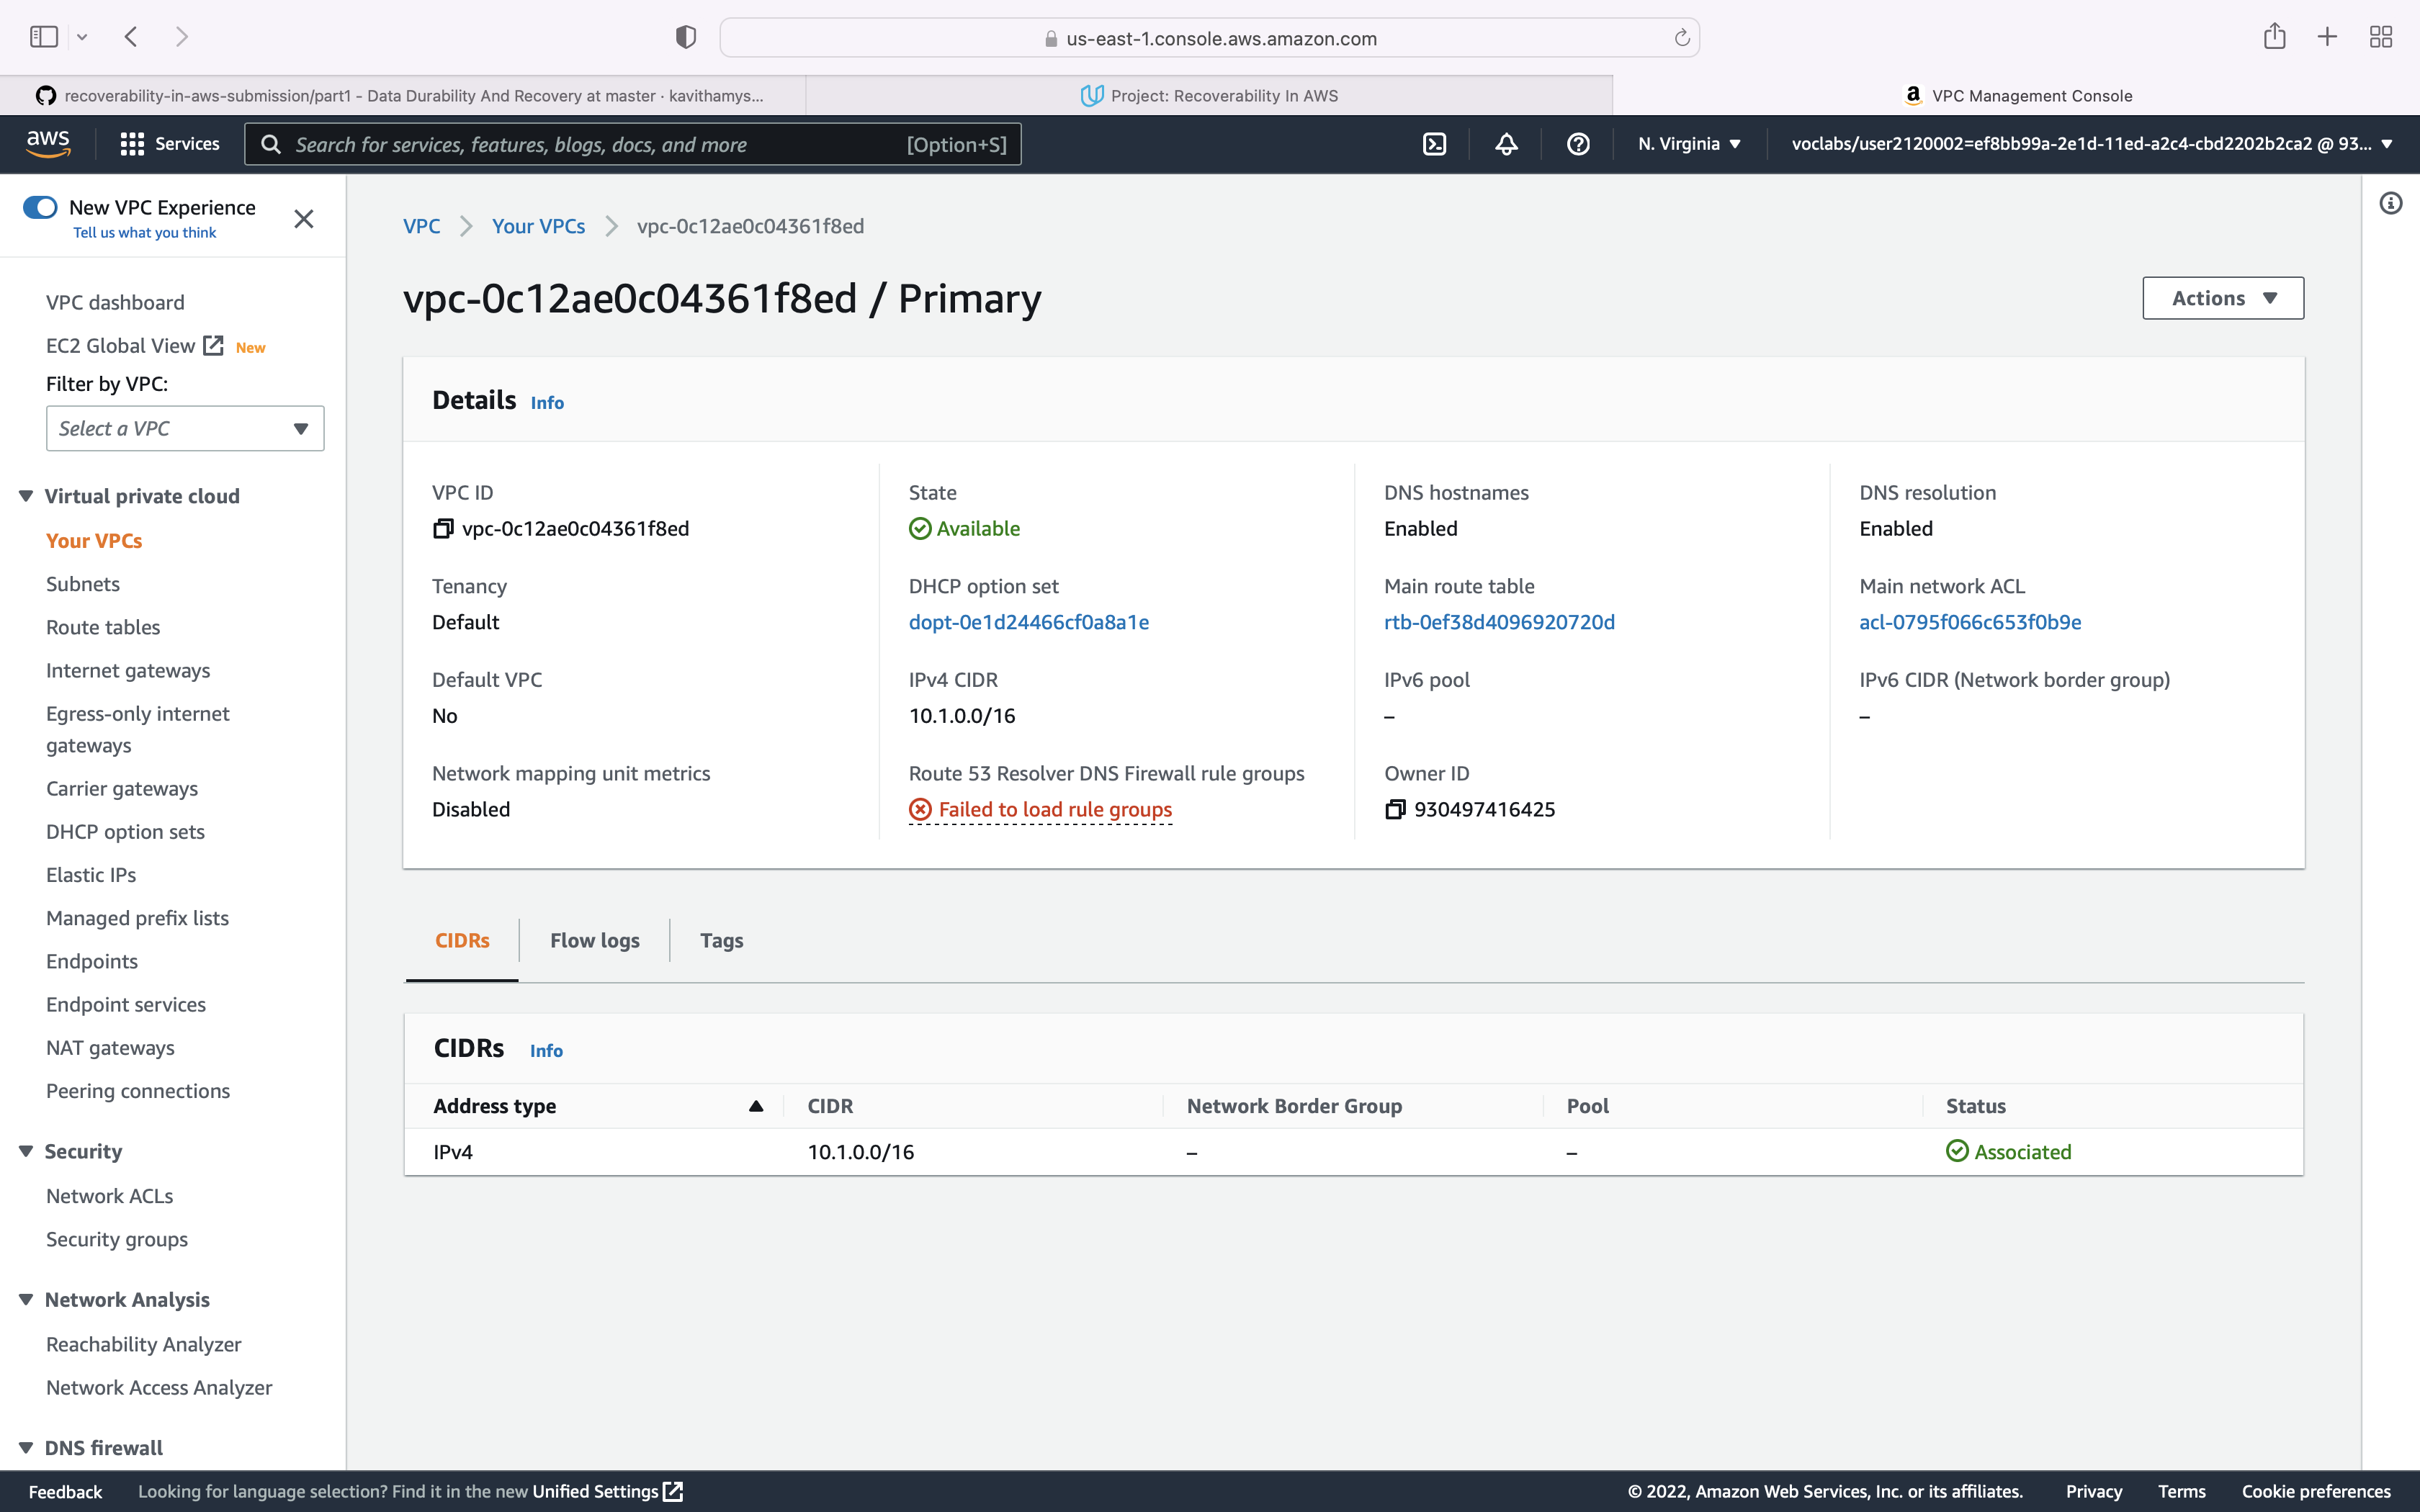 us-east-1.console.aws.amazon.com
recoverability-in-aws-submission/part1 - Data Durability And Recovery at master · kavithamys...
Project: Recoverability In AWS
VPC Management Console
aws
Services
Search for services, features, blogs, docs, and more
[Option+S]
N. Virginia
voclabs/user2120002=ef8bb99a-2e1d-11ed-a2c4-cbd2202b2ca2 @ 93...
New VPC Experience
Tell us what you think
VPC dashboard
EC2 Global View New
Filter by VPC:
Select a VPC
Virtual private cloud
Your VPCs
Subnets
Route tables
Internet gateways
Egress-only internet
gateways
Carrier gateways
DHCP option sets
Elastic IPs
Managed prefix lists
Endpoints
Endpoint services
NAT gateways
Peering connections
Security
Network ACLs
Security groups
Network Analysis
Reachability Analyzer
Network Access Analyzer
DNS firewall
VPC
Your VPCs
vpc-0c12ae0c04361f8ed
vpc-0c12ae0c04361f8ed / Primary
Actions
Details Info
VPC ID
vpc-0c12ae0c04361f8ed
State
Available
DNS hostnames
Enabled
DNS resolution
Enabled
Tenancy
Default
DHCP option set
dopt-0e1d24466cf0a8a1e
Main route table
rtb-0ef38d4096920720d
Main network ACL
acl-0795f066c653f0b9e
Default VPC
No
IPv4 CIDR
10.1.0.0/16
IPv6 pool
–
IPv6 CIDR (Network border group)
–
Network mapping unit metrics
Disabled
Route 53 Resolver DNS Firewall rule groups
Failed to load rule groups
Owner ID
930497416425
CIDRs
Flow logs
Tags
CIDRs Info
Address type CIDR Network Border Group Pool Status
IPv4 10.1.0.0/16 – – Associated
Feedback
Looking for language selection? Find it in the new Unified Settings
© 2022, Amazon Web Services, Inc. or its affiliates.
Privacy
Terms
Cookie preferences